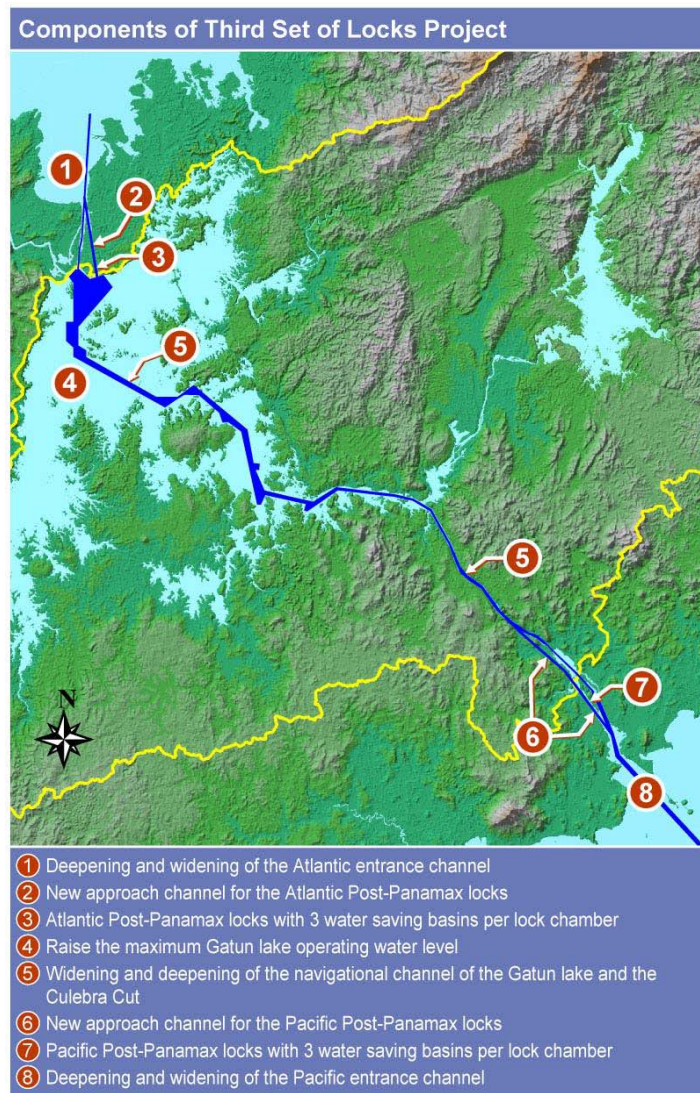 Components of Third Set of Locks Project
1
2
3
5
4
5
7
6
8
N
1 Deepening and widening of the Atlantic entrance channel
2 New approach channel for the Atlantic Post-Panamax locks
3 Atlantic Post-Panamax locks with 3 water saving basins per lock chamber
4 Raise the maximum Gatun lake operating water level
5 Widening and deepening of the navigational channel of the Gatun lake and the
Culebra Cut
6 New approach channel for the Pacific Post-Panamax locks
7 Pacific Post-Panamax locks with 3 water saving basins per lock chamber
8 Deepening and widening of the Pacific entrance channel